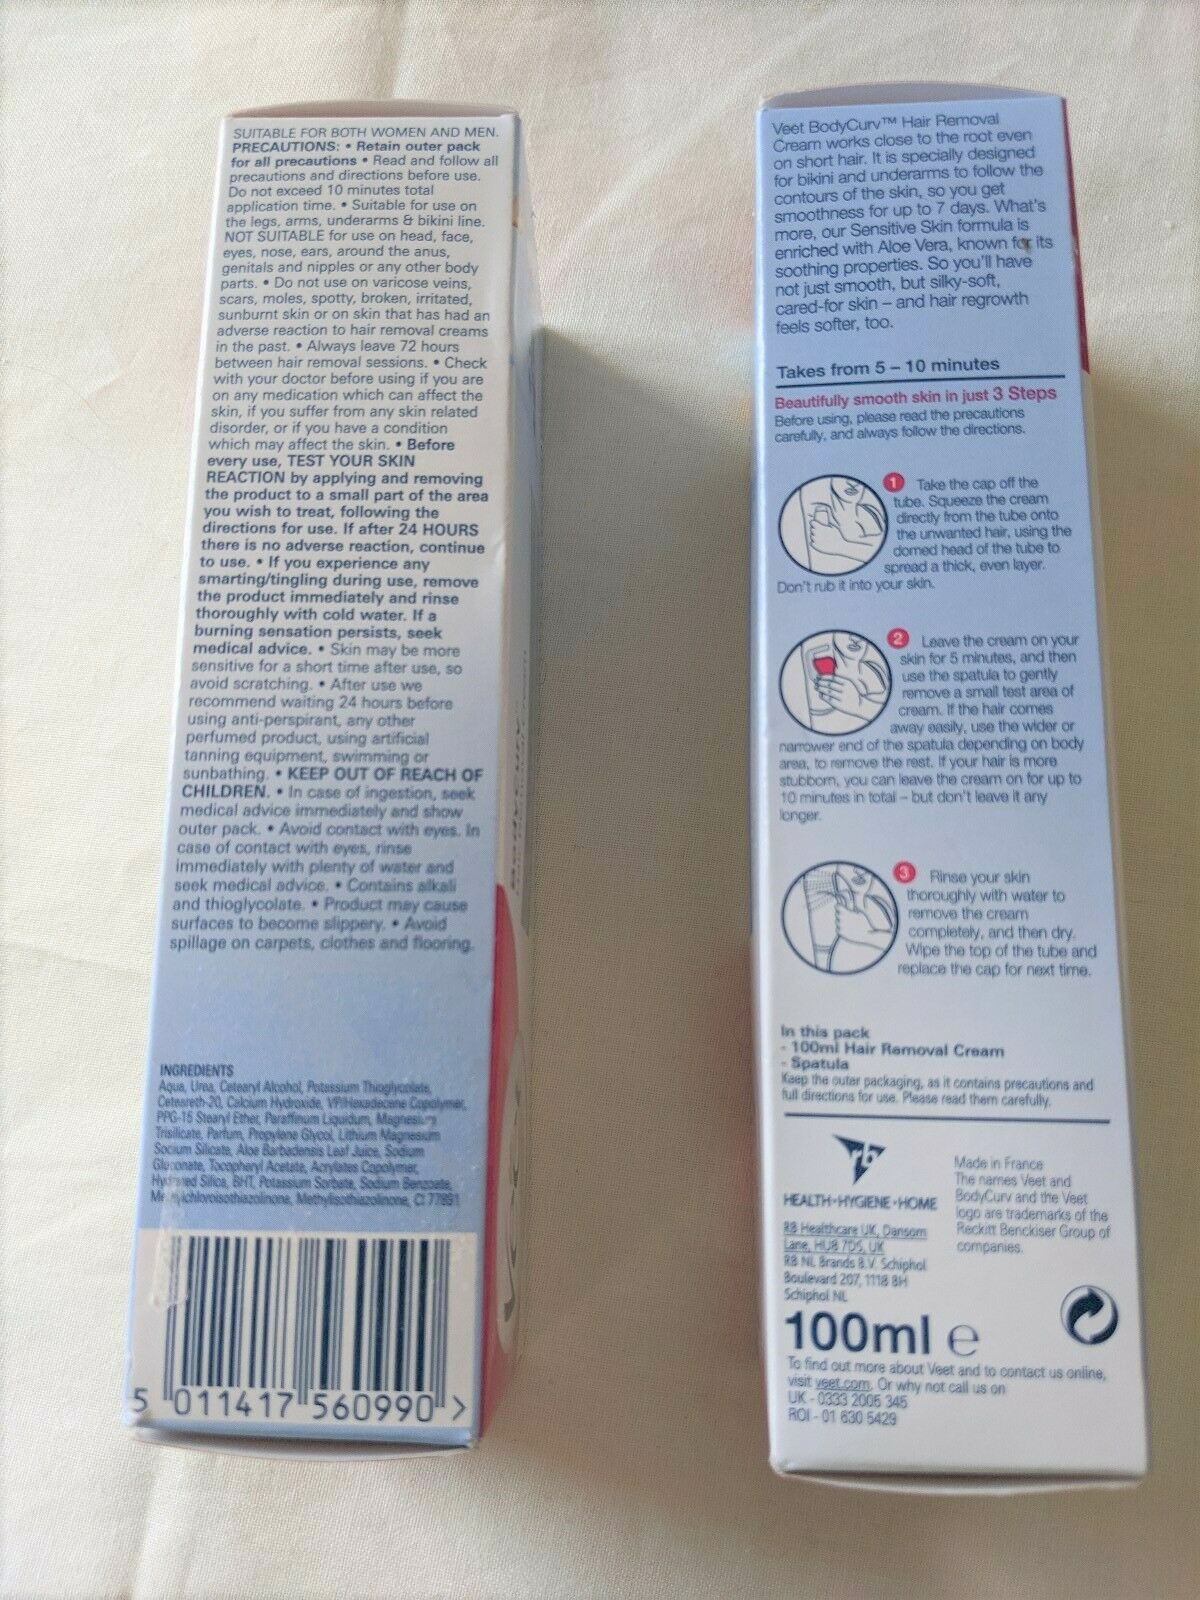 SUITABLE FOR BOTH WOMEN AND MEN.
PRECAUTIONS: • Retain outer pack
for all precautions • Read and follow all
precautions and directions before use.
Do not exceed 10 minutes total
application time. • Suitable for use on
the legs, arms, underarms & bikini line.
NOT SUITABLE for use on head, face,
eyes, nose, ears, around the anus,
genitals and nipples or any other body
parts. • Do not use on varicose veins,
scars, moles, spotty, broken, irritated,
sunburnt skin or on skin that has had an
adverse reaction to hair removal creams
in the past. • Always leave 72 hours
between hair removal sessions. • Check
with your doctor before using if you are
on any medication which can affect the
skin, if you suffer from any skin related
disorder, or if you have a condition
which may affect the skin. • Before
every use, TEST YOUR SKIN
REACTION by applying and removing
the product to a small part of the area
you wish to treat, following the
directions for use. If after 24 HOURS
there is no adverse reaction, continue
to use. • If you experience any
smarting/tingling during use, remove
the product immediately and rinse
thoroughly with cold water. If a
burning sensation persists, seek
medical advice. • Skin may be more
sensitive for a short time after use, so
avoid scratching. • After use we
recommend waiting 24 hours before
using anti-perspirant, any other
perfumed product, using artificial
tanning equipment, swimming or
sunbathing. • KEEP OUT OF REACH OF
CHILDREN. • In case of ingestion, seek
medical advice immediately and show
outer pack. • Avoid contact with eyes. In
case of contact with eyes, rinse
immediately with plenty of water and
seek medical advice. • Contains alkali
and thioglycolate. • Product may cause
surfaces to become slippery. • Avoid
spillage on carpets, clothes and flooring.
INGREDIENTS
Aqua, Urea, Cetearyl Alcohol, Potassium Thioglycolate,
Ceteareth-20, Calcium Hydroxide, VP/Hexadecene Copolymer,
PPG-15 Stearyl Ether, Paraffinum Liquidum, Magnesium
Trisilicate, Parfum, Propylene Glycol, Lithium Magnesium
Sodium Silicate, Aloe Barbadensis Leaf Juice, Sodium
Gluconate, Tocopheryl Acetate, Acrylates Copolymer,
Hydrated Silica, BHT, Potassium Sorbate, Sodium Benzoate,
Methylchloroisothiazolinone, Methylisothiazolinone, CI 77891
5 011417 560990 >
Veet BodyCurv™ Hair Removal
Cream works close to the root even
on short hair. It is specially designed
for bikini and underarms to follow the
contours of the skin, so you get
smoothness for up to 7 days. What's
more, our Sensitive Skin formula is
enriched with Aloe Vera, known for its
soothing properties. So you'll have
not just smooth, but silky-soft,
cared-for skin – and hair regrowth
feels softer, too.
Takes from 5 – 10 minutes
Beautifully smooth skin in just 3 Steps
Before using, please read the precautions
carefully, and always follow the directions.
1 Take the cap off the
tube. Squeeze the cream
directly from the tube onto
the unwanted hair, using the
domed head of the tube to
spread a thick, even layer.
Don't rub it into your skin.
2 Leave the cream on your
skin for 5 minutes, and then
use the spatula to gently
remove a small test area of
cream. If the hair comes
away easily, use the wider or
narrower end of the spatula depending on body
area, to remove the rest. If your hair is more
stubborn, you can leave the cream on for up to
10 minutes in total – but don't leave it any
longer.
3 Rinse your skin
thoroughly with water to
remove the cream
completely, and then dry.
Wipe the top of the tube and
replace the cap for next time.
In this pack
- 100ml Hair Removal Cream
- Spatula
Keep the outer packaging, as it contains precautions and
full directions for use. Please read them carefully.
rb
HEALTH • HYGIENE • HOME
RB Healthcare UK, Dansom
Lane, HU8 7DS, UK
RB NL Brands B.V. Schiphol
Boulevard 207, 1118 BH
Schiphol NL
Made in France
The names Veet and
BodyCurv and the Veet
logo are trademarks of the
Reckitt Benckiser Group of
companies.
100ml e
To find out more about Veet and to contact us online,
visit veet.com. Or why not call us on
UK - 0333 2005 345
ROI - 01 630 5429